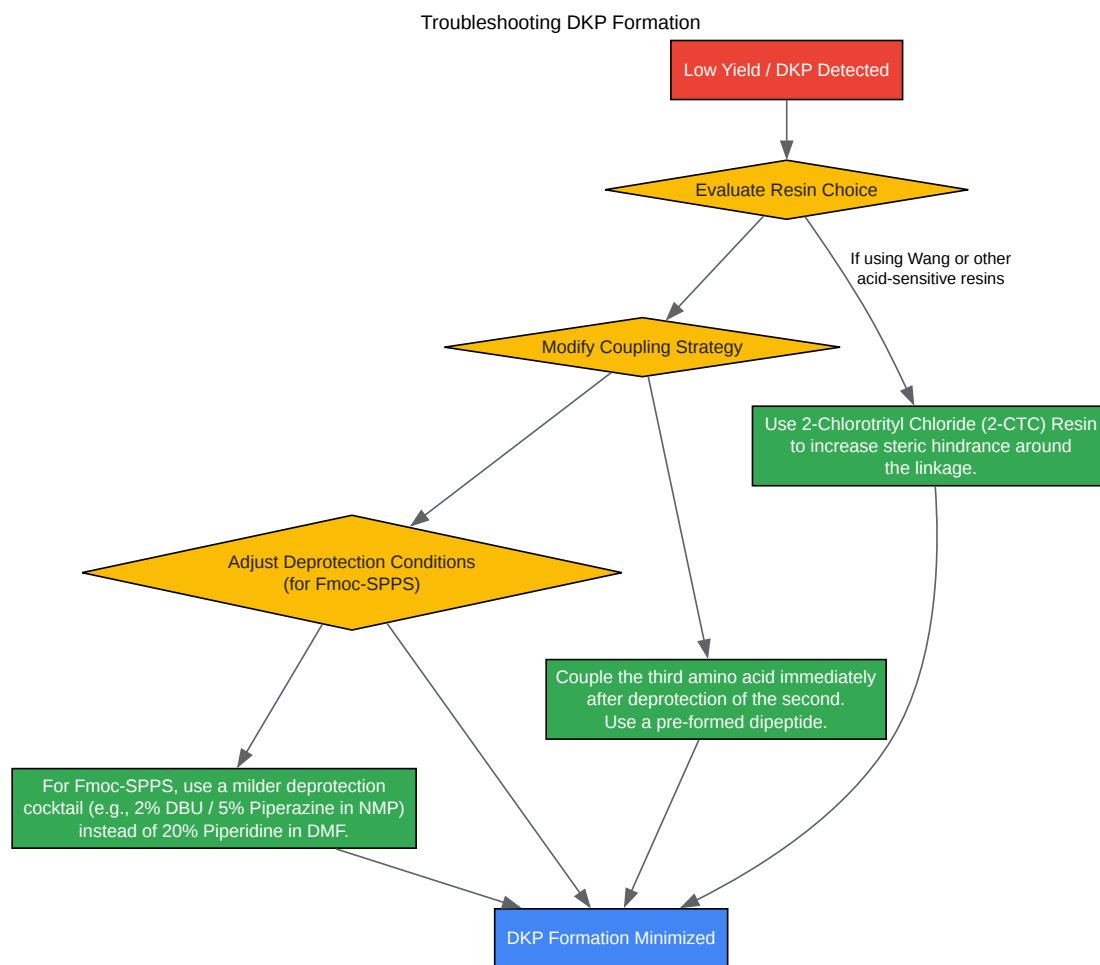 Troubleshooting DKP Formation
Low Yield / DKP Detected
Evaluate Resin Choice
If using Wang or other
acid-sensitive resins
Modify Coupling Strategy
Use 2-Chlorotrityl Chloride (2-CTC) Resin
to increase steric hindrance around
the linkage.
Adjust Deprotection Conditions
(for Fmoc-SPPS)
Couple the third amino acid immediately
after deprotection of the second.
Use a pre-formed dipeptide.
For Fmoc-SPPS, use a milder deprotection
cocktail (e.g., 2% DBU / 5% Piperazine in NMP)
instead of 20% Piperidine in DMF.
DKP Formation Minimized